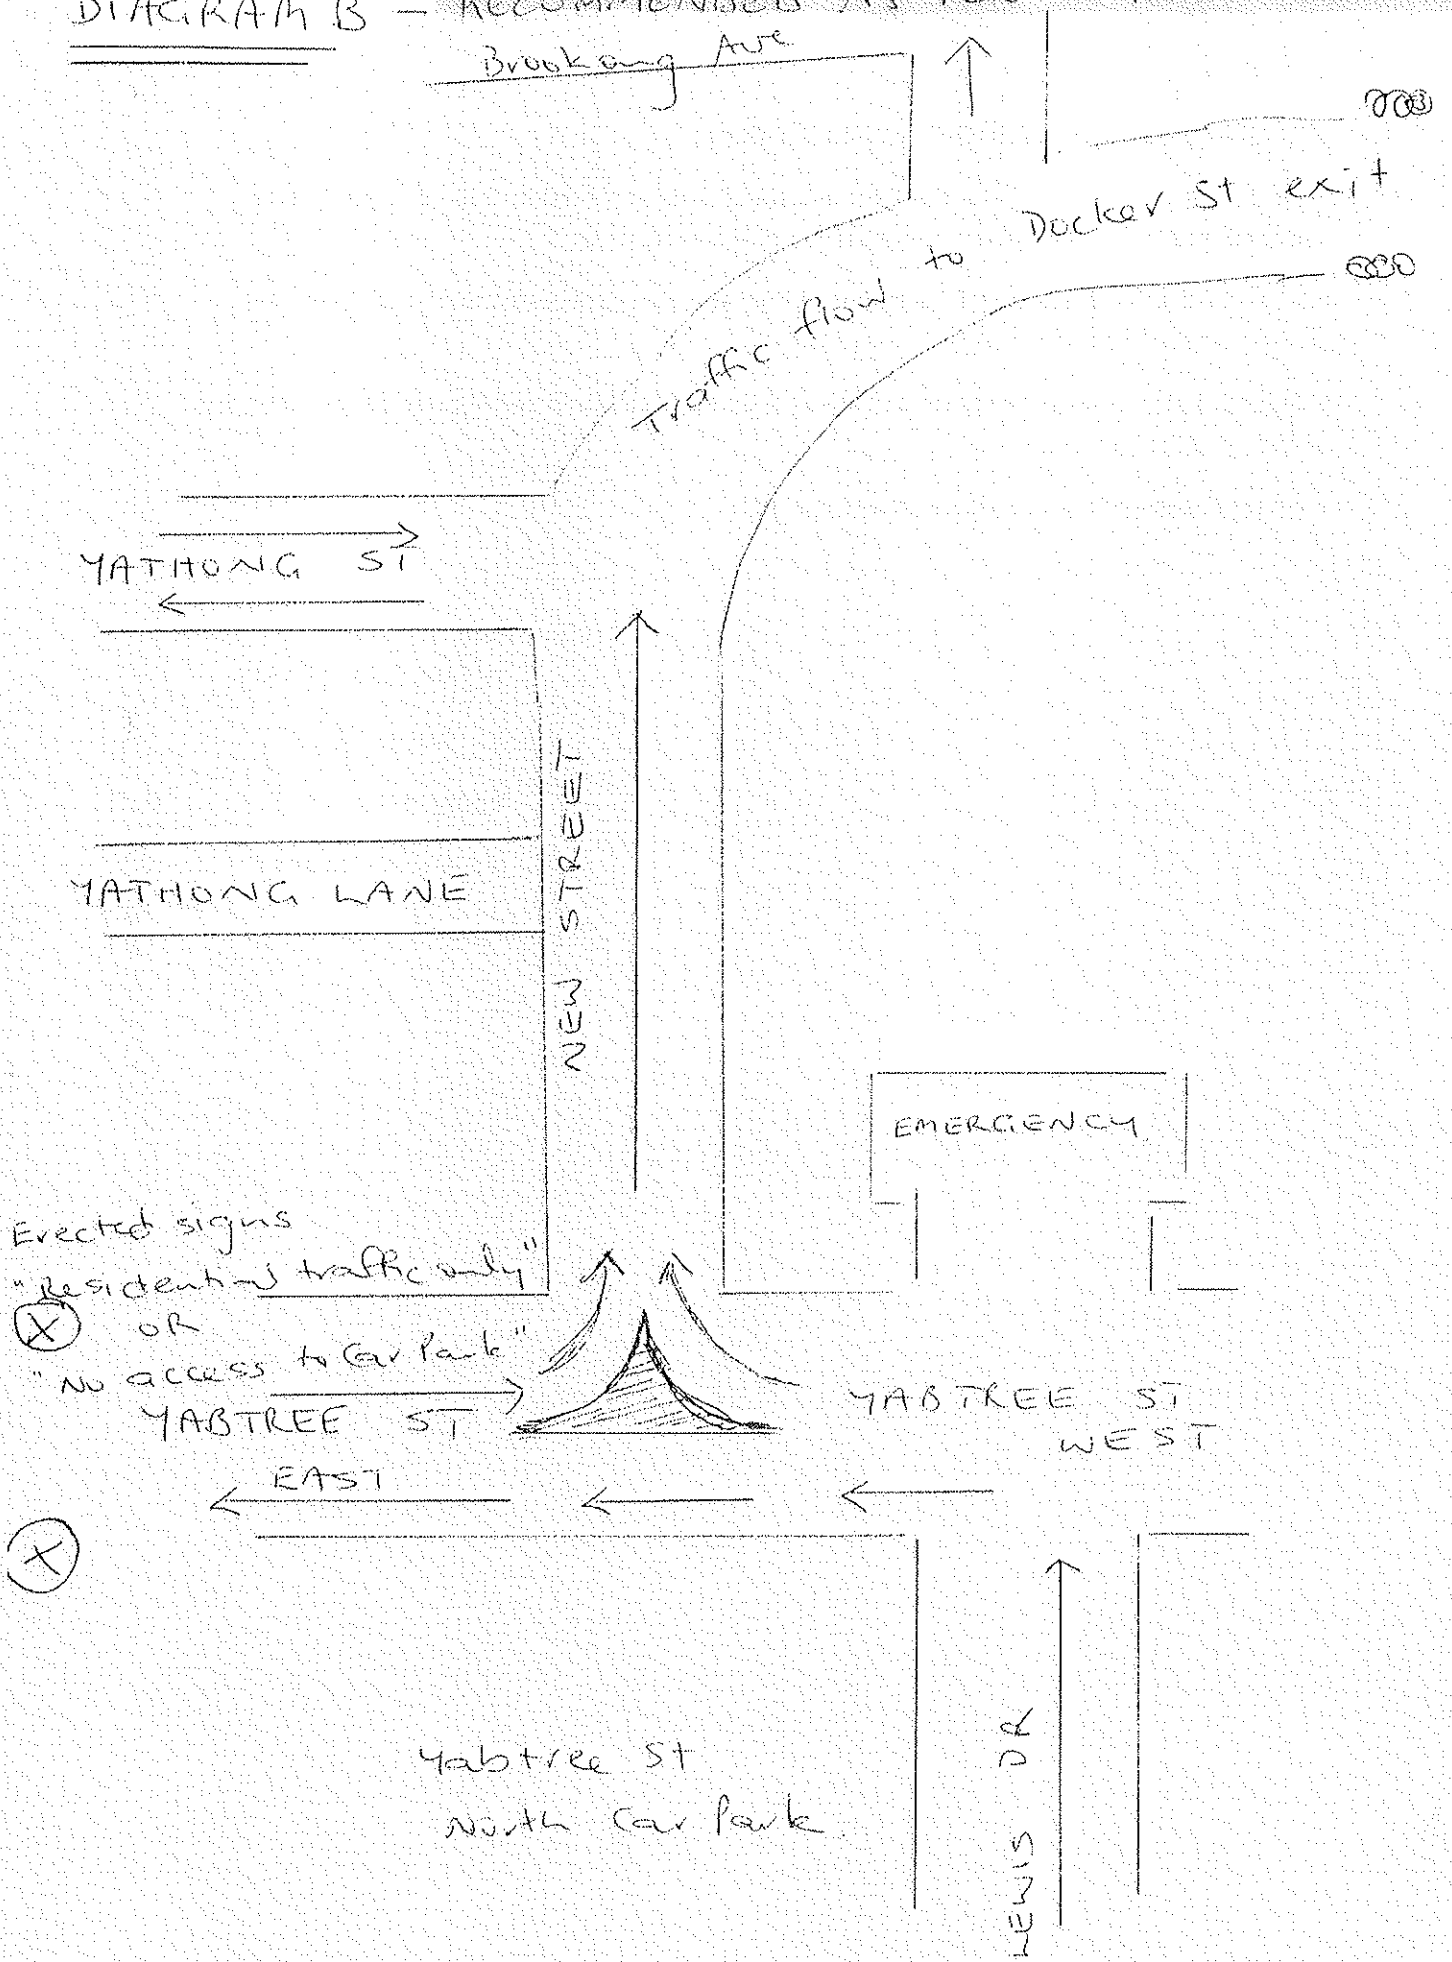 DIAGRAM B - RECOMMENDED
Brookong Ave
Traffic flow to Docker St exit
YATHONG ST
NEW STREET
YATHONG LANE
EMERGENCY
Erected signs
"Residential traffic only"
X OR
"No access to Car Park"
YABTREE ST
EAST
YABTREE ST
WEST
X
Yabtree St
North Car Park
LEWIS DR